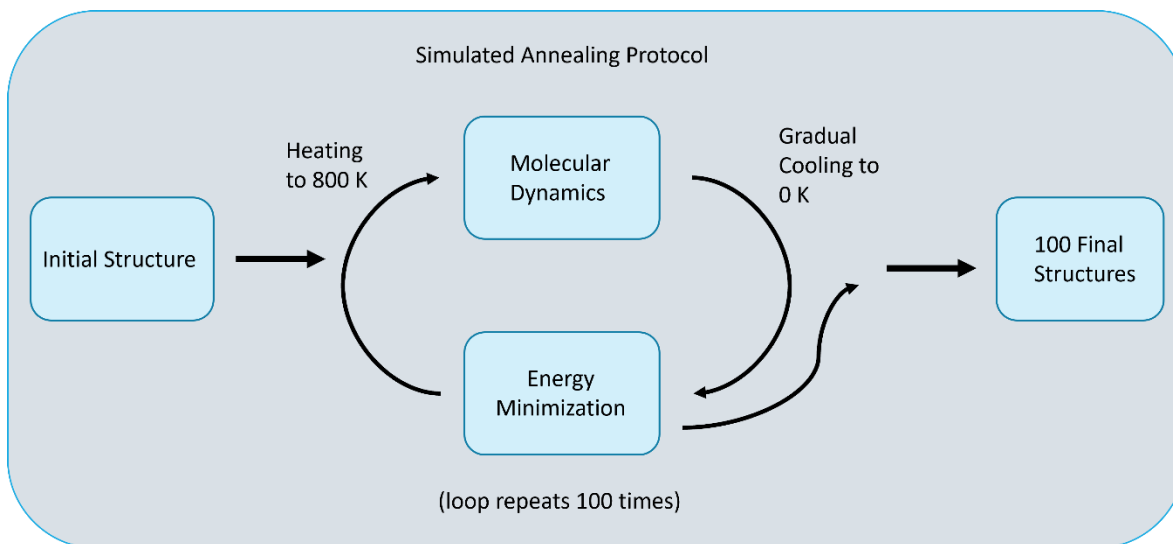 Simulated Annealing Protocol
Heating
to 800 K
Molecular
Dynamics
Gradual
Cooling to
0 K
Initial Structure
100 Final
Structures
Energy
Minimization
(loop repeats 100 times)